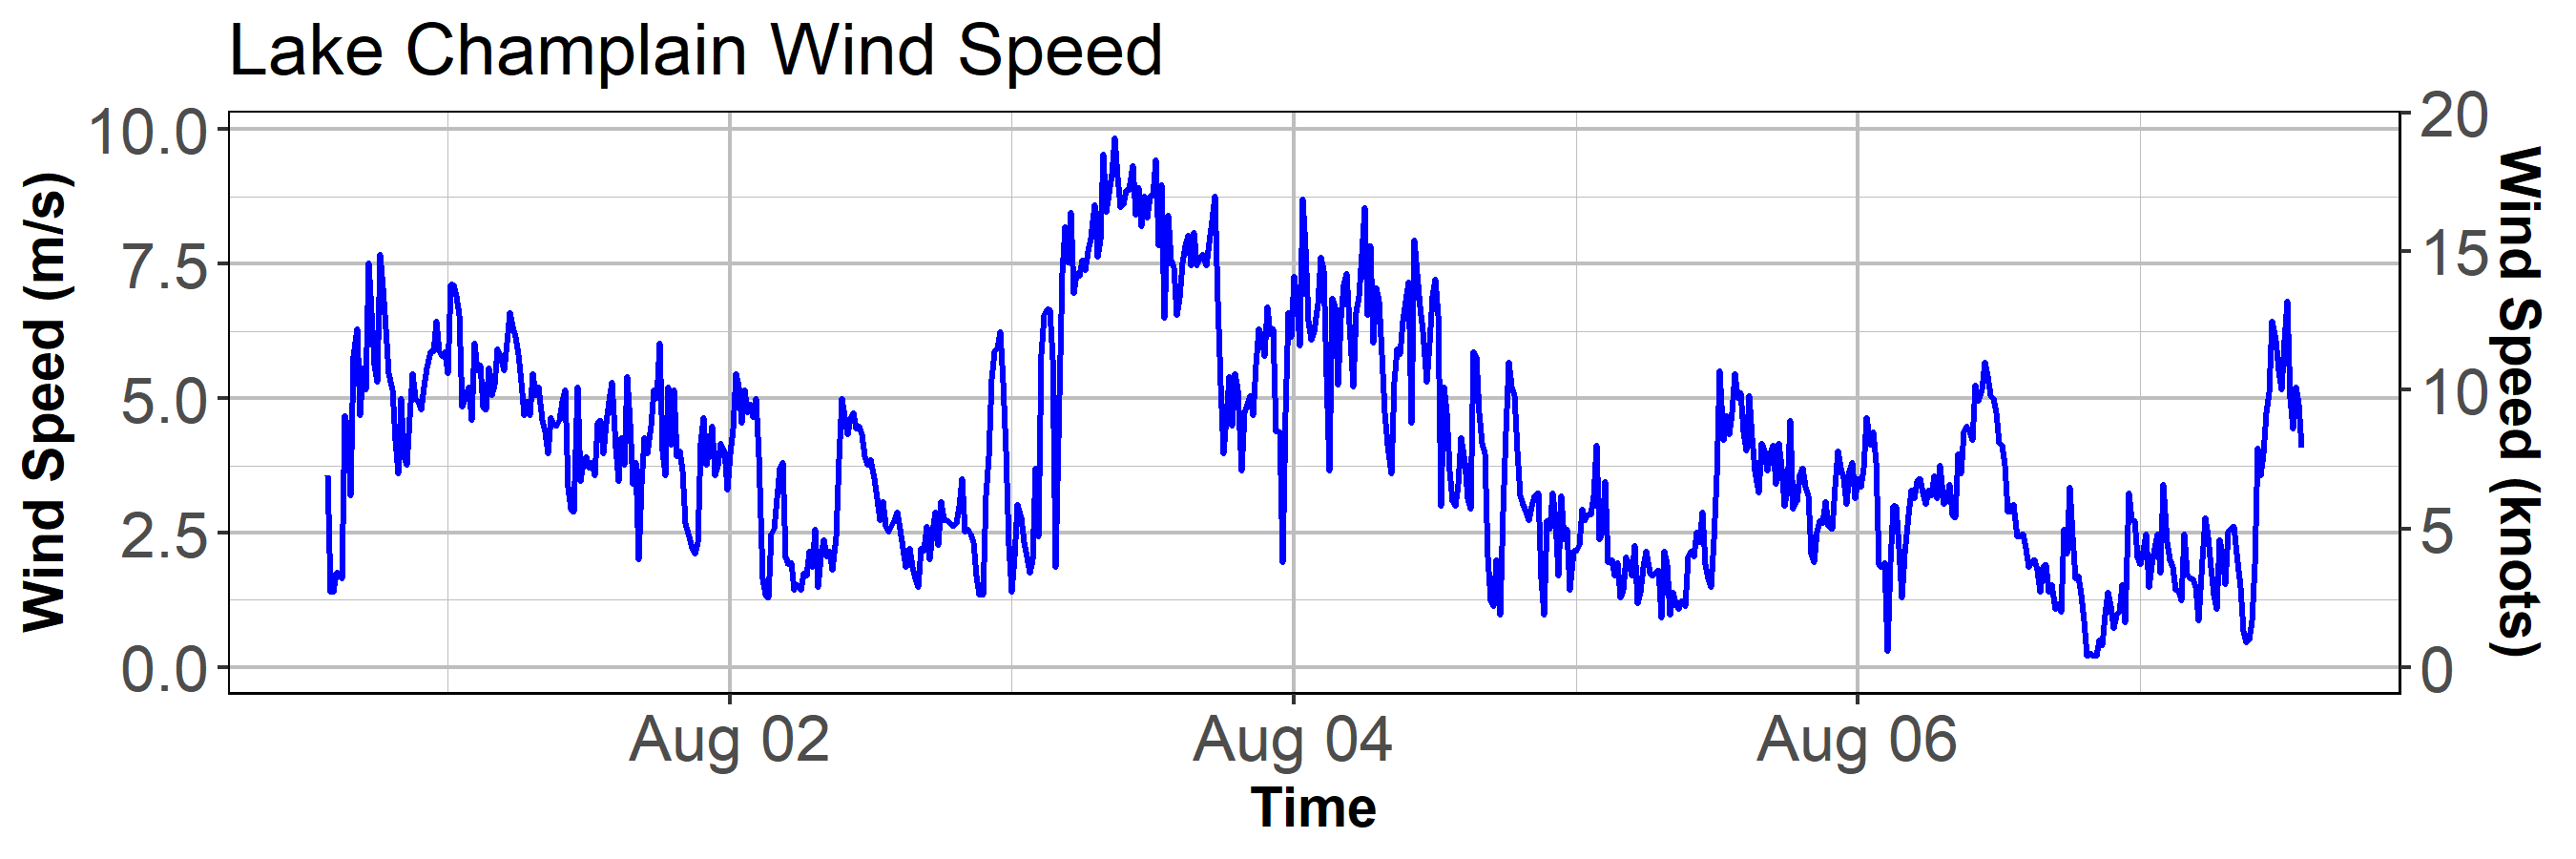 Lake Champlain Wind Speed
Wind Speed (m/s)
10.0
7.5
5.0
2.5
0.0
20
15
10
5
0
Wind Speed (knots)
Aug 02
Aug 04
Aug 06
Time